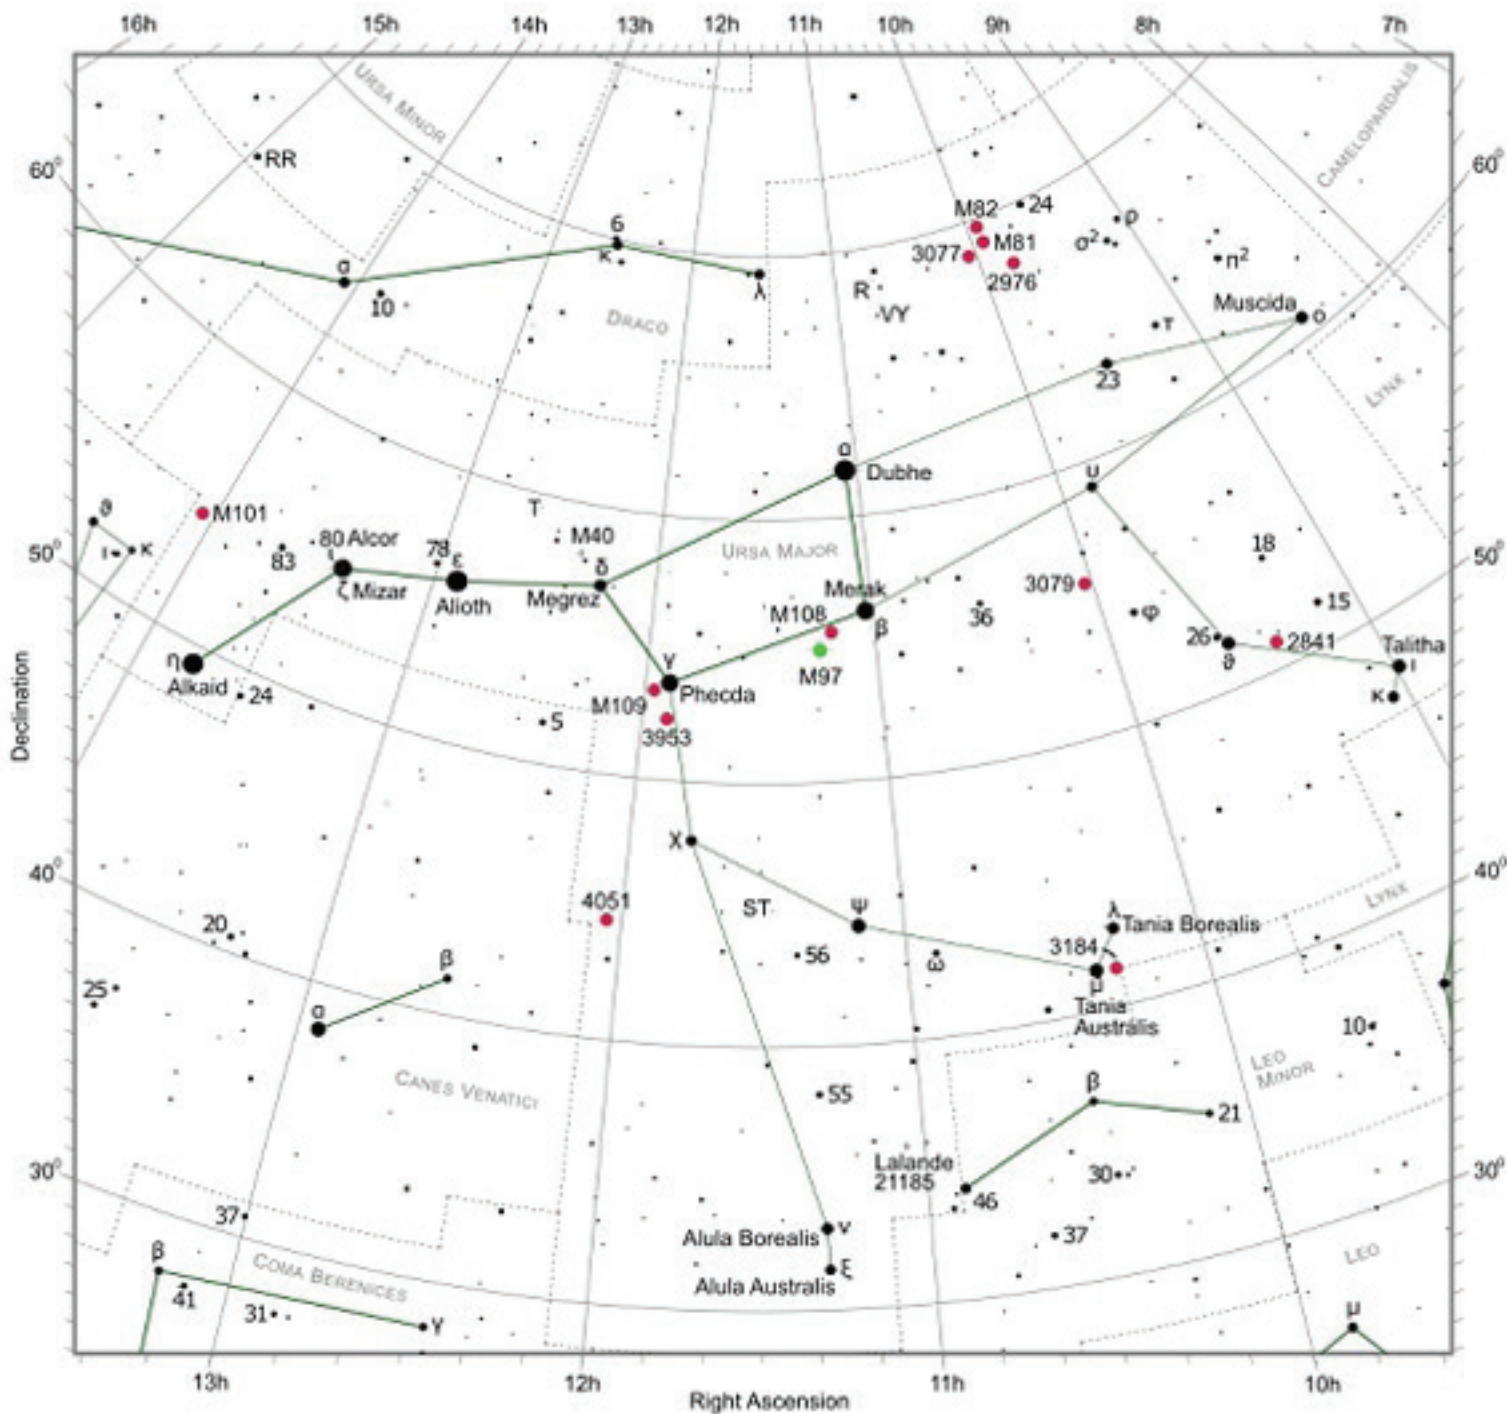 16h 15h 14h 13h 12h 11h 10h 9h 8h 7h
URSA MINOR
CAMELOPARDALIS
60° 60°
RR
M82 24 ρ
6
M81 σ²
κ 3077 π²
2976
α λ R
10 VY Muscida ο
DRACO τ
23
LYNX
α
Dubhe
υ
ϑ M101 T
80 Alcor M40
ι κ 83 78 ε δ URSA MAJOR 18
50° 50°
ζ Mizar Alioth Megrez Merak 3079
M108 β 36 φ 15
η γ 26 ϑ 2841 Talitha ι
Alkaid 24 M109 Phecda M97 κ
5 3953
Declination
χ
40° 40°
4051 ST ψ λ Tania Borealis LYNX
20 3184
β 56 ω μ
25 Tania
α Australis 10
LEO
MINOR
CANES VENATICI β
55 21
30° Lalande 30°
21185 30
46
37 37
Alula Borealis ν
β LEO
COMA BERENICES Alula Australis ξ
41 31 γ μ
13h 12h 11h 10h
Right Ascension